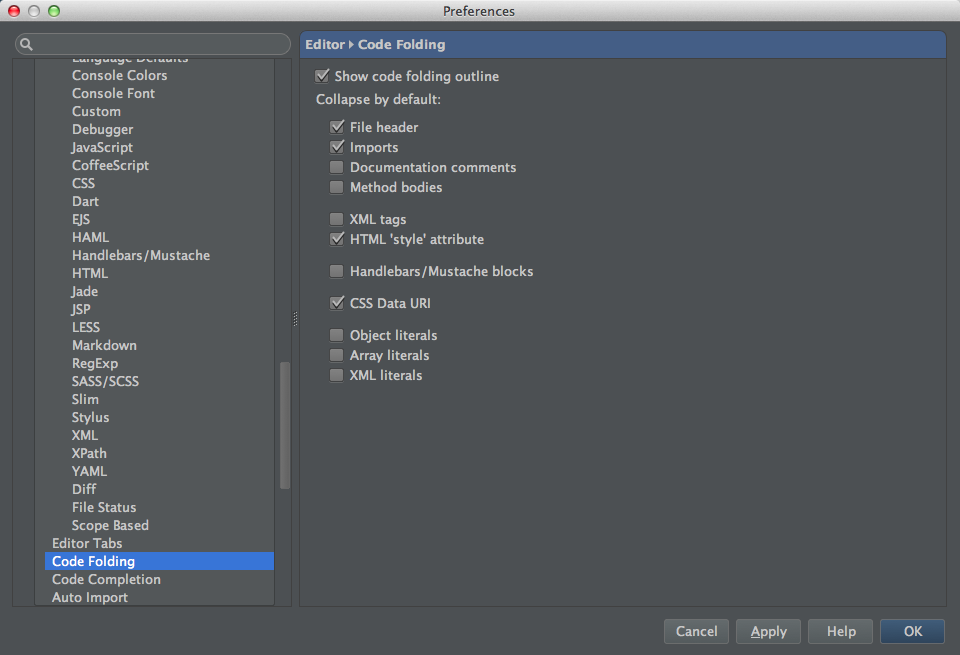 Preferences
Language Defaults
Console Colors
Console Font
Custom
Debugger
JavaScript
CoffeeScript
CSS
Dart
EJS
HAML
Handlebars/Mustache
HTML
Jade
JSP
LESS
Markdown
RegExp
SASS/SCSS
Slim
Stylus
XML
XPath
YAML
Diff
File Status
Scope Based
Editor Tabs
Code Folding
Code Completion
Auto Import
Editor Code Folding
Show code folding outline
Collapse by default:
File header
Imports
Documentation comments
Method bodies
XML tags
HTML 'style' attribute
Handlebars/Mustache blocks
CSS Data URI
Object literals
Array literals
XML literals
Cancel Apply Help OK